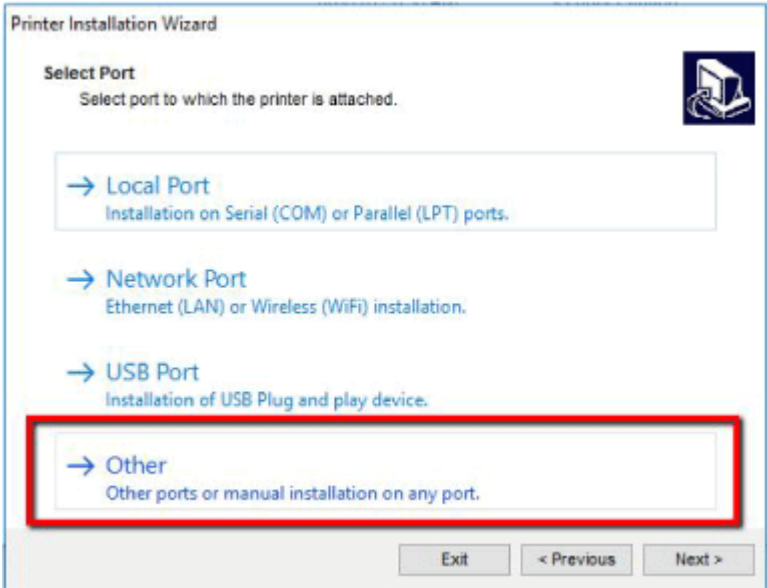 Printer Installation Wizard
Select Port
Select port to which the printer is attached.
→ Local Port
Installation on Serial (COM) or Parallel (LPT) ports.
→ Network Port
Ethernet (LAN) or Wireless (WiFi) installation.
→ USB Port
Installation of USB Plug and play device.
→ Other
Other ports or manual installation on any port.
Exit < Previous Next >